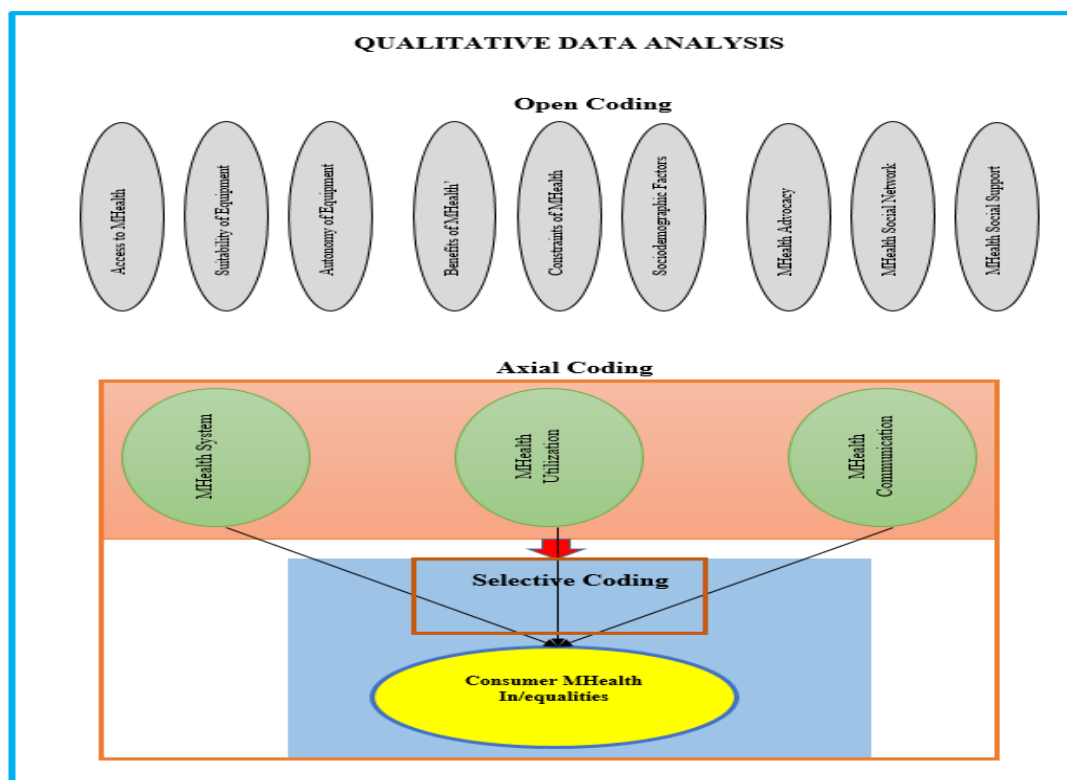 QUALITATIVE DATA ANALYSIS
Open Coding
Access to MHealth
Suitability of Equipment
Autonomy of Equipment
Benefits of MHealth'
Constraints of MHealth
Sociodemographic Factors
MHealth Advocacy
MHealth Social Network
MHealth Social Support
Axial Coding
MHealth System
MHealth
Utilization
MHealth
Communication
Selective Coding
Consumer MHealth
In/equalities